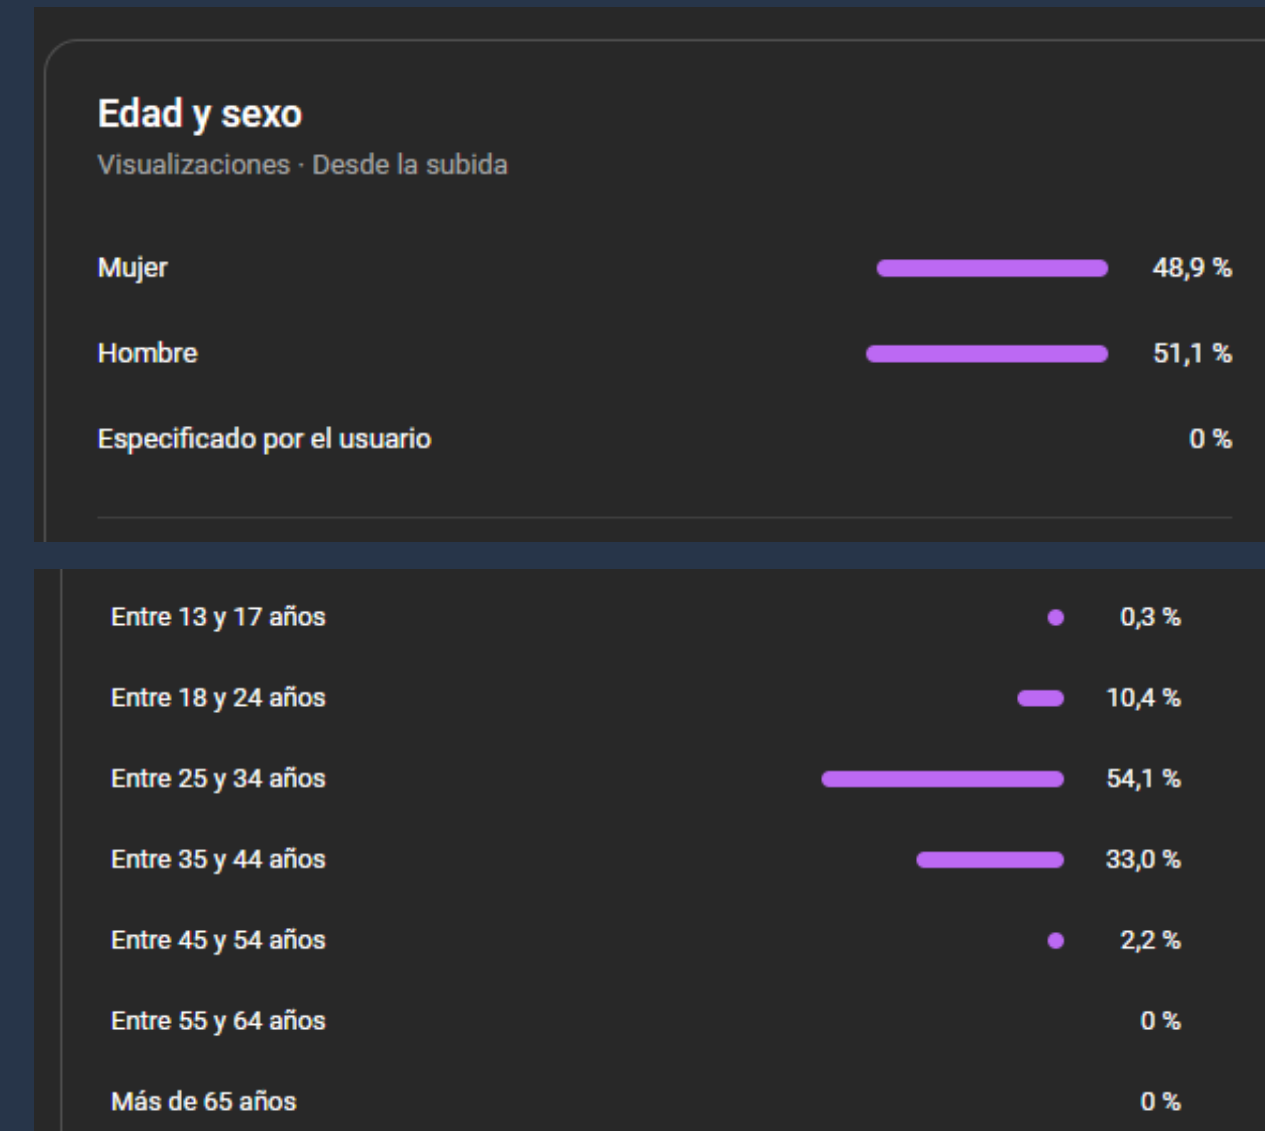 Edad y sexo
Visualizaciones · Desde la subida
Mujer 48,9 %
Hombre 51,1 %
Especificado por el usuario 0 %
Entre 13 y 17 años 0,3 %
Entre 18 y 24 años 10,4 %
Entre 25 y 34 años 54,1 %
Entre 35 y 44 años 33,0 %
Entre 45 y 54 años 2,2 %
Entre 55 y 64 años 0 %
Más de 65 años 0 %